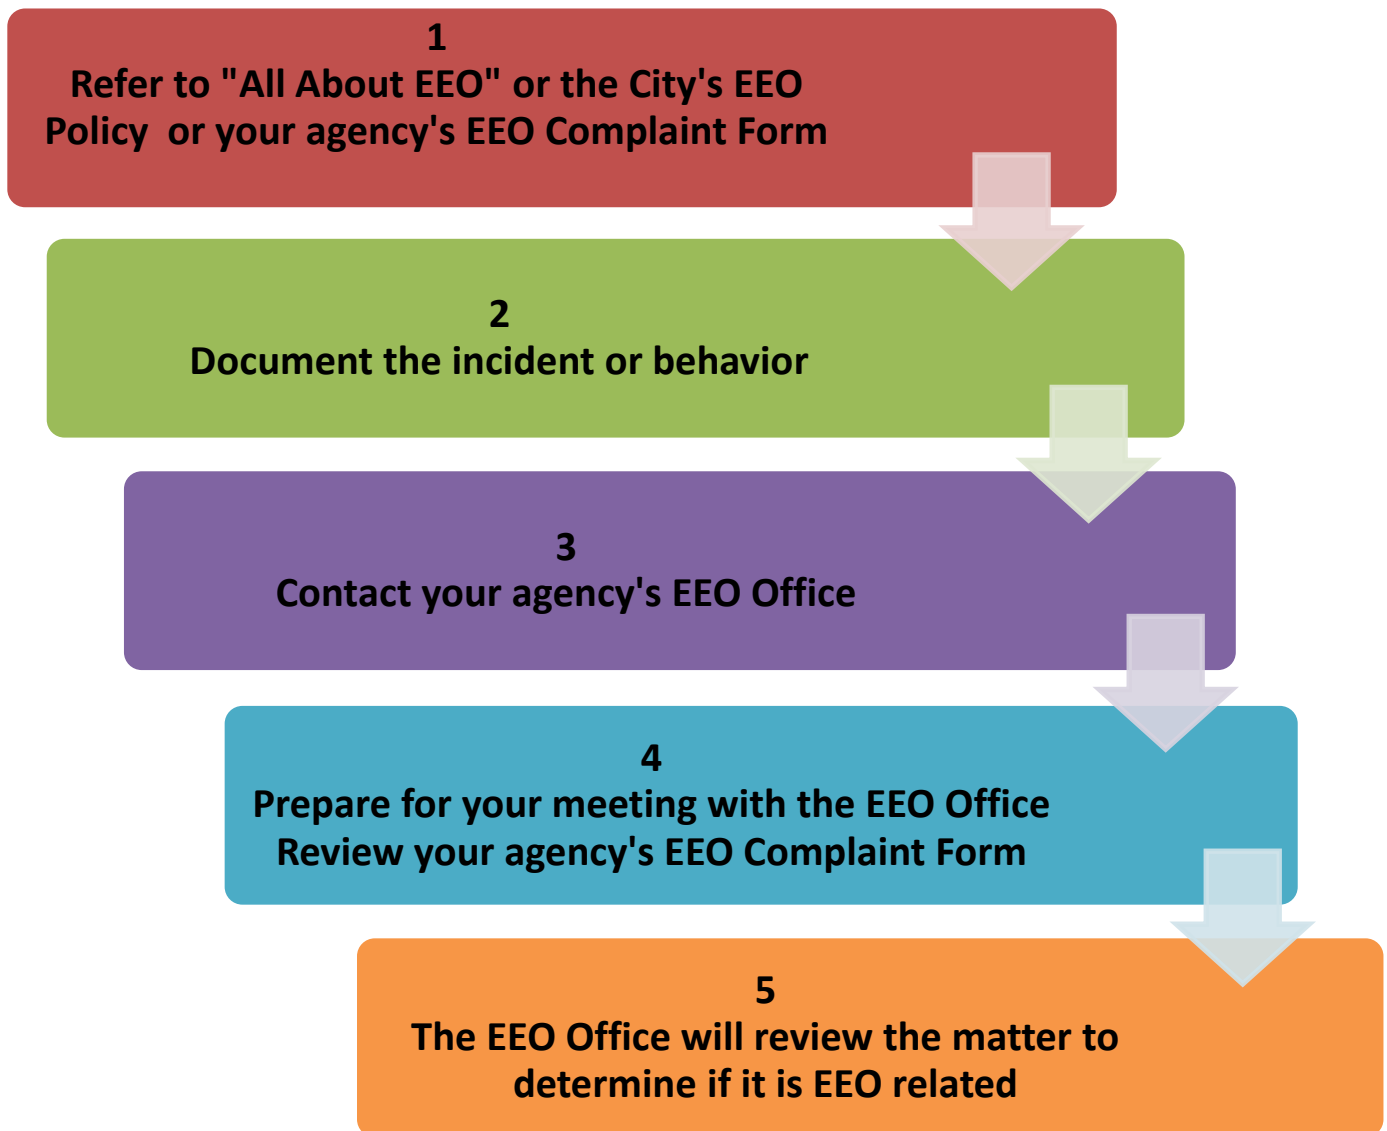 1
Refer to "All About EEO" or the City's EEO
Policy  or your agency's EEO Complaint Form
2
Document the incident or behavior
3
Contact your agency's EEO Office
4
Prepare for your meeting with the EEO Office
Review your agency's EEO Complaint Form
5
The EEO Office will review the matter to
determine if it is EEO related